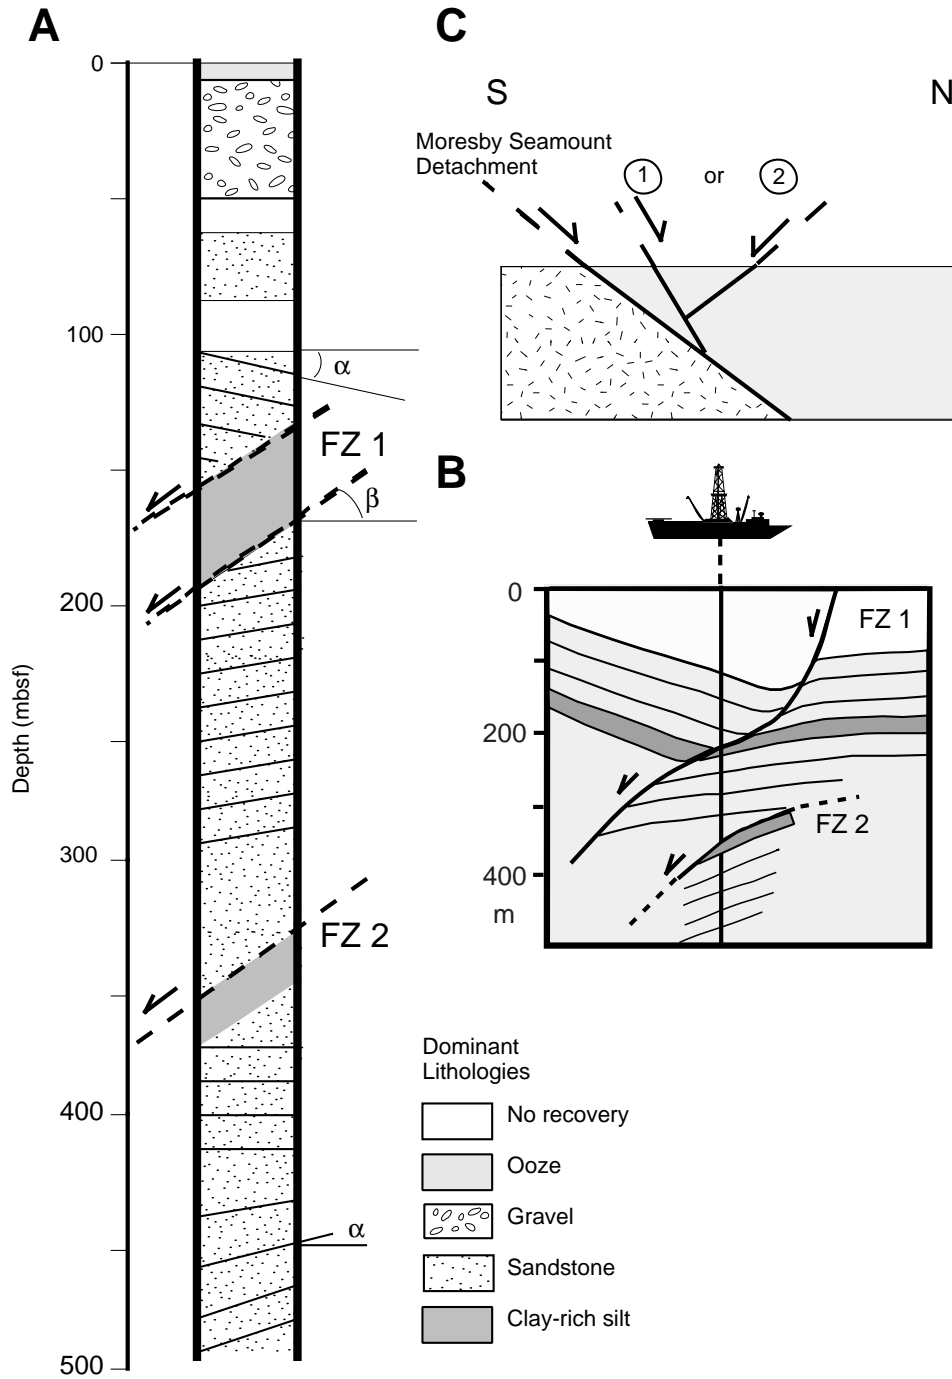 A
0
100
200
300
400
500
Depth (mbsf)
α
FZ 1
β
FZ 2
α
C
S
N
Moresby Seamount
Detachment
1 or 2
B
0
200
400
m
FZ 1
FZ 2
Dominant
Lithologies
No recovery
Ooze
Gravel
Sandstone
Clay-rich silt